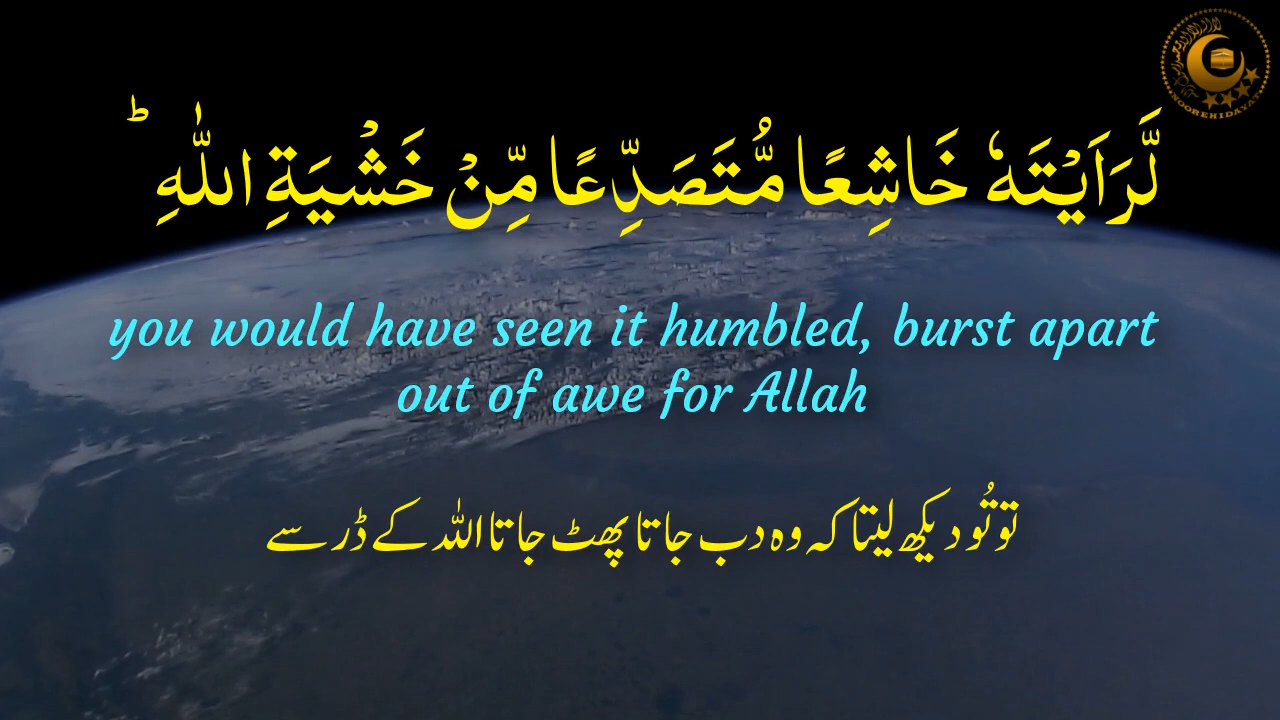 لَّرَاَيْتَهٗ خَاشِعًا مُّتَصَدِّعًا مِّنْ خَشْيَةِ اللّٰهِ ؕ
you would have seen it humbled, burst apart
out of awe for Allah
تو تُو دیکھ لیتا کہ وہ دب جاتا پھٹ جاتا اللہ کے ڈر سے
NOOREHIDAYAT